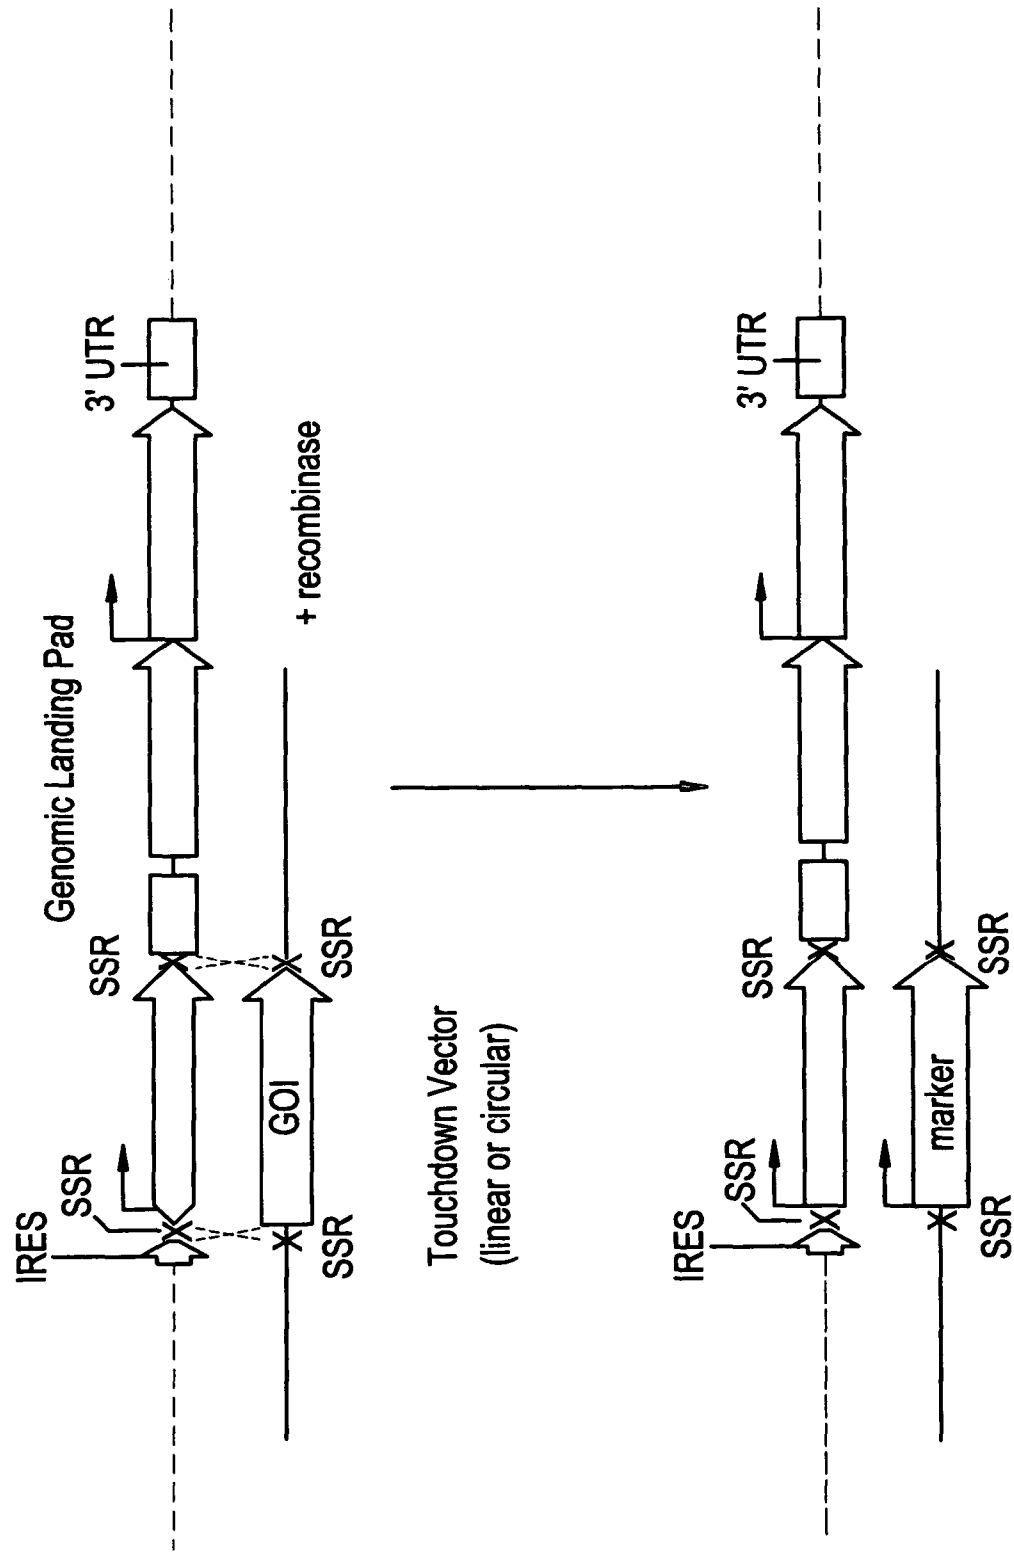 Genomic Landing Pad
IRES
SSR
SSR
3' UTR
GOI
SSR
SSR
+ recombinase
Touchdown Vector
(linear or circular)
IRES
SSR
SSR
3' UTR
marker
SSR
SSR